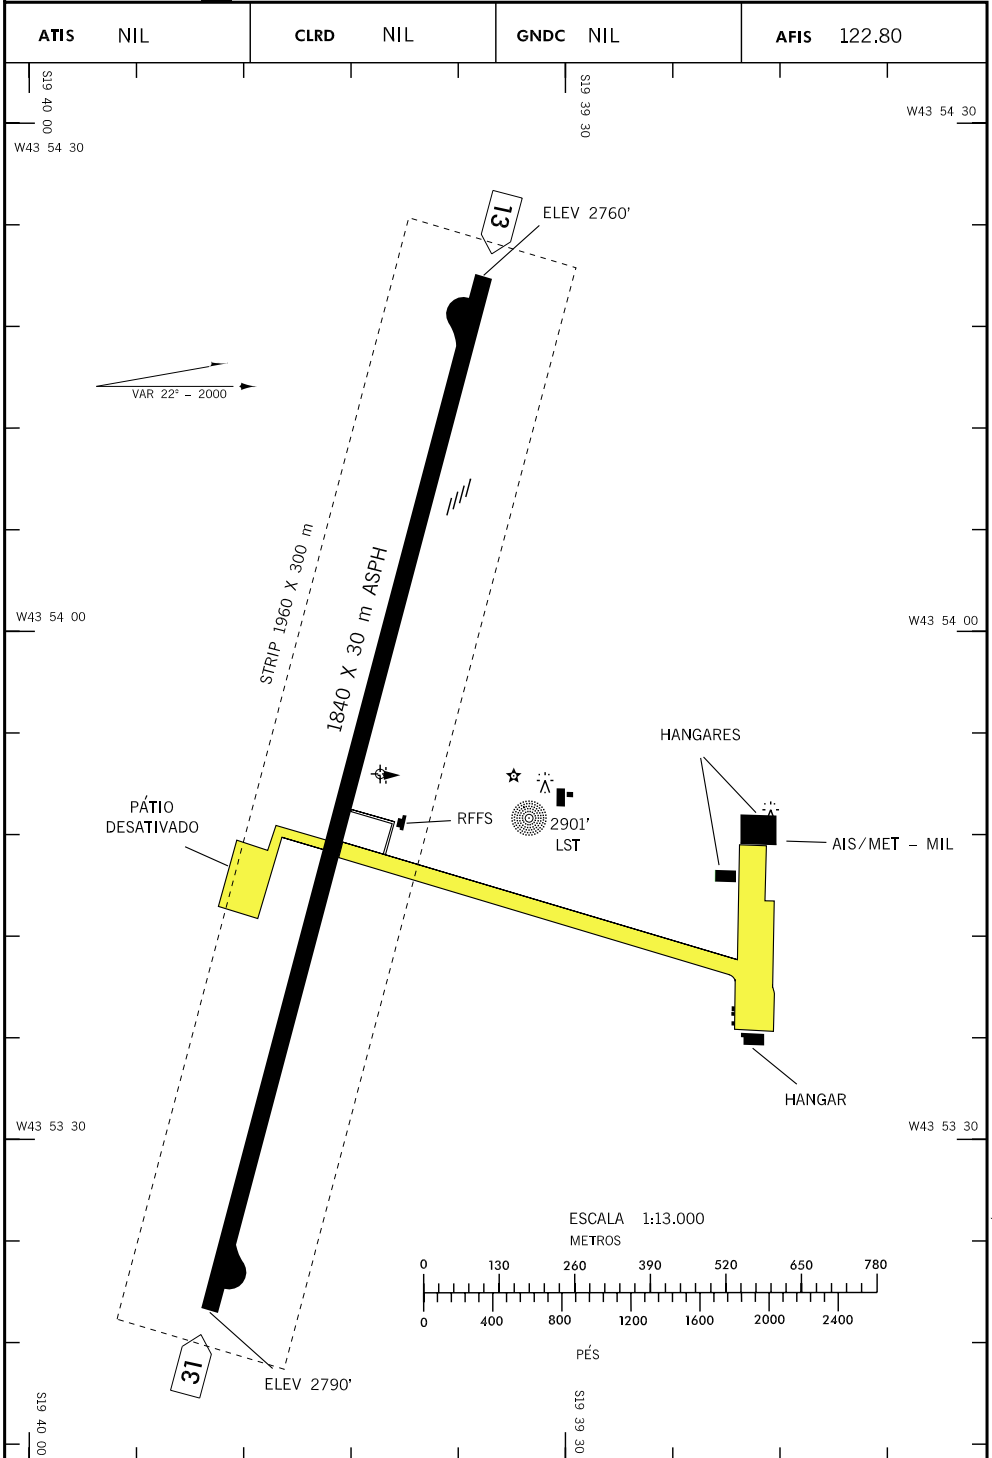 ATIS NIL CLRD NIL GNDC NIL AFIS 122.80
S19 40 00
S19 39 30
W43 54 30
W43 54 30
13
ELEV 2760'
VAR 22° – 2000
STRIP 1960 X 300 m
1840 X 30 m ASPH
W43 54 00
W43 54 00
HANGARES
PÁTIO
DESATIVADO
RFFS
2901'
LST
AIS/MET – MIL
HANGAR
W43 53 30
W43 53 30
ESCALA 1:13.000
METROS
0 130 260 390 520 650 780
0 400 800 1200 1600 2000 2400
PÉS
31
ELEV 2790'
S19 40 00
S19 39 30